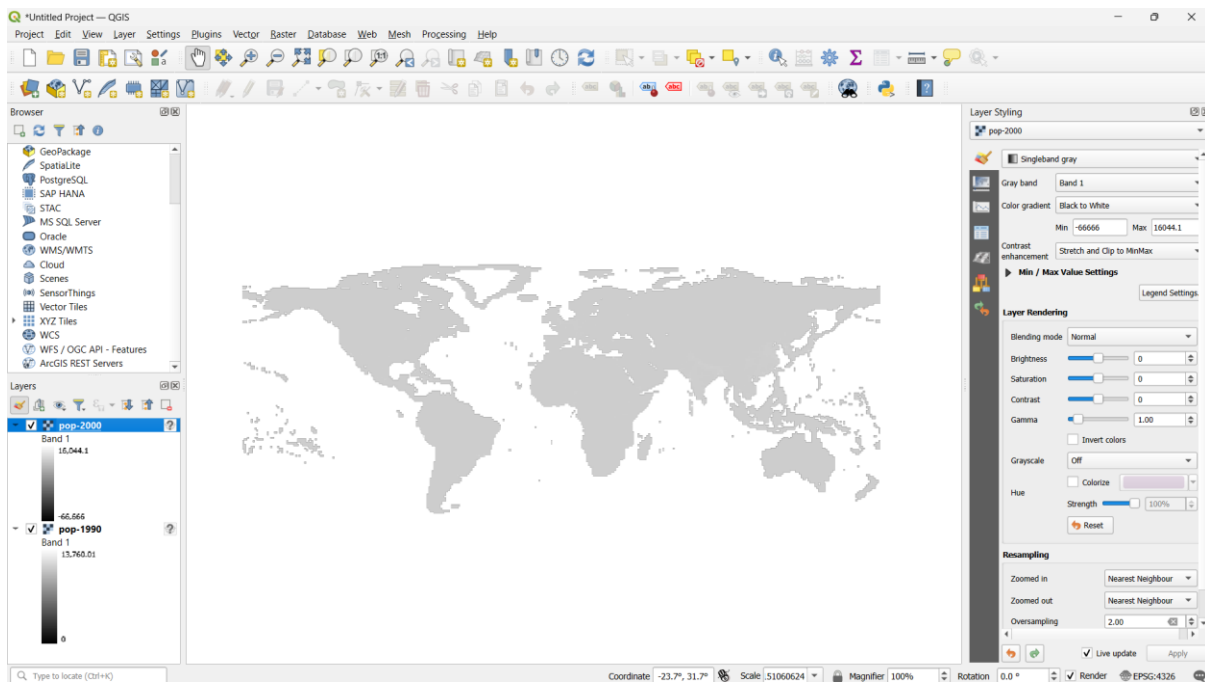 *Untitled Project — QGIS
Project Edit View Layer Settings Plugins Vector Raster Database Web Mesh Processing Help
Browser
GeoPackage
SpatiaLite
PostgreSQL
SAP HANA
STAC
MS SQL Server
Oracle
WMS/WMTS
Cloud
Scenes
SensorThings
Vector Tiles
XYZ Tiles
WCS
WFS / OGC API - Features
ArcGIS REST Servers
Layers
pop-2000
Band 1
16,044.1
-66,666
pop-1990
Band 1
13,760.01
0
Layer Styling
pop-2000
Singleband gray
Gray band Band 1
Color gradient Black to White
Min -66666 Max 16044.1
Contrast enhancement Stretch and Clip to MinMax
Min / Max Value Settings
Legend Settings
Layer Rendering
Blending mode Normal
Brightness 0
Saturation 0
Contrast 0
Gamma 1.00
Invert colors
Grayscale Off
Hue Colorize
Strength 100%
Reset
Resampling
Zoomed in Nearest Neighbour
Zoomed out Nearest Neighbour
Oversampling 2.00
Live update Apply
Type to locate (Ctrl+K) Coordinate -23.7°, 31.7° Scale 51060624 Magnifier 100% Rotation 0.0 ° Render EPSG:4326